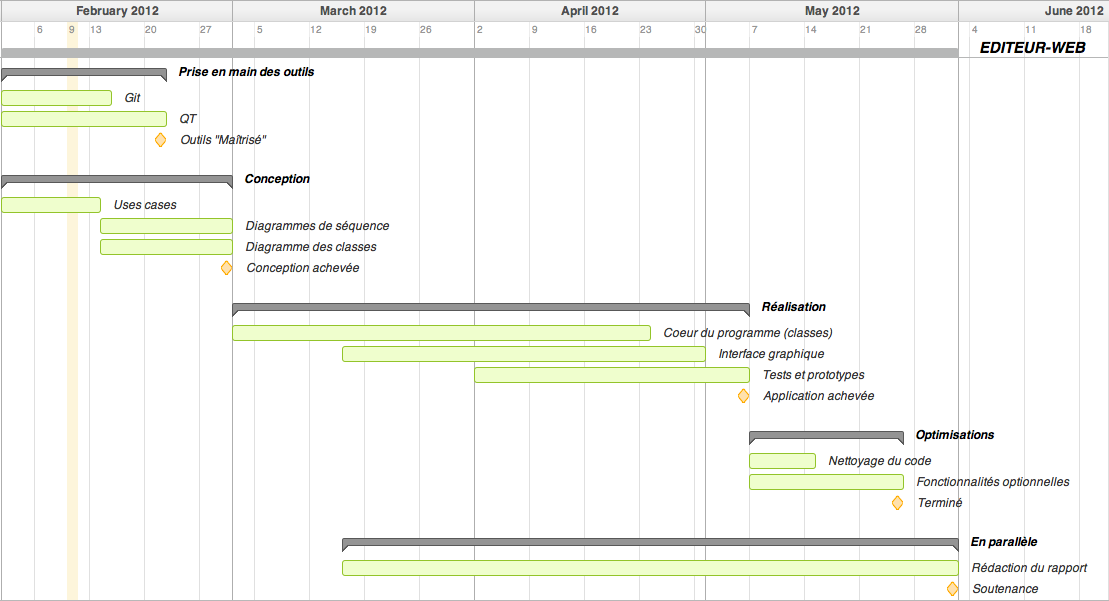 February 2012 March 2012 April 2012 May 2012 June 2012
6 9 13 20 27 5 12 19 26 2 9 16 23 30 7 14 21 28 4 11 18
EDITEUR-WEB
Prise en main des outils
Git
QT
Outils "Maîtrisé"
Conception
Uses cases
Diagrammes de séquence
Diagramme des classes
Conception achevée
Réalisation
Coeur du programme (classes)
Interface graphique
Tests et prototypes
Application achevée
Optimisations
Nettoyage du code
Fonctionnalités optionnelles
Terminé
En parallèle
Rédaction du rapport
Soutenance